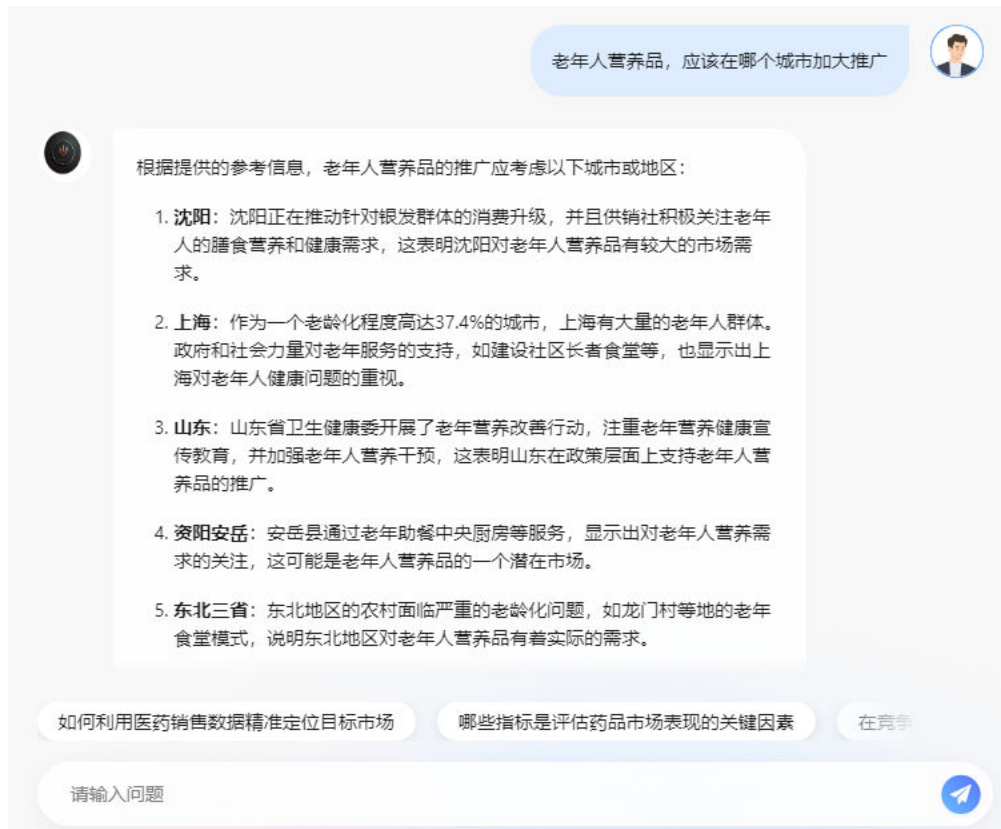 老年人营养品，应该在哪个城市加大推广
根据提供的参考信息，老年人营养品的推广应考虑以下城市或地区：
1. 沈阳：沈阳正在推动针对银发群体的消费升级，并且供销社积极关注老年
人的膳食营养和健康需求，这表明沈阳对老年人营养品有较大的市场需
求。
2. 上海：作为一个老龄化程度高达37.4%的城市，上海有大量的老年人群体。
政府和社会力量对老年服务的支持，如建设社区长者食堂等，也显示出上
海对老年人健康问题的重视。
3. 山东：山东省卫生健康委开展了老年营养改善行动，注重老年营养健康宣
传教育，并加强老年人营养干预，这表明山东在政策层面上支持老年人营
养品的推广。
4. 资阳安岳：安岳县通过老年助餐中央厨房等服务，显示出对老年人营养需
求的关注，这可能是老年人营养品的一个潜在市场。
5. 东北三省：东北地区的农村面临严重的老龄化问题，如龙门村等地的老年
食堂模式，说明东北地区对老年人营养品有着实际的需求。
如何利用医药销售数据精准定位目标市场
哪些指标是评估药品市场表现的关键因素
在竞争
请输入问题